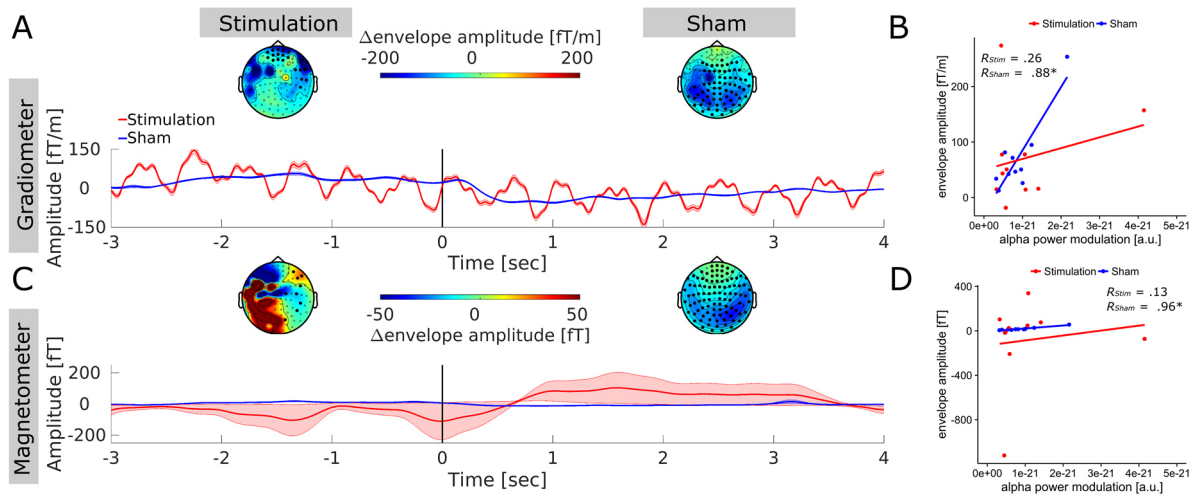 A
Stimulation
Sham
B
Δenvelope amplitude [fT/m]
-200
0
200
Gradiometer
Stimulation
Sham
Amplitude [fT/m]
150
0
-150
-3
-2
-1
0
1
2
3
4
Time [sec]
Stimulation Sham
RStim = .26
RSham = .88*
envelope amplitude [fT/m]
200
100
0
0e+00 1e-21 2e-21 3e-21 4e-21 5e-21
alpha power modulation [a.u.]
C
-50
0
50
Δenvelope amplitude [fT]
Magnetometer
Amplitude [fT]
200
0
-200
-3
-2
-1
0
1
2
3
4
Time [sec]
D
Stimulation Sham
RStim = .13
RSham = .96*
envelope amplitude [fT]
400
0
-400
-800
0e+00 1e-21 2e-21 3e-21 4e-21 5e-21
alpha power modulation [a.u.]